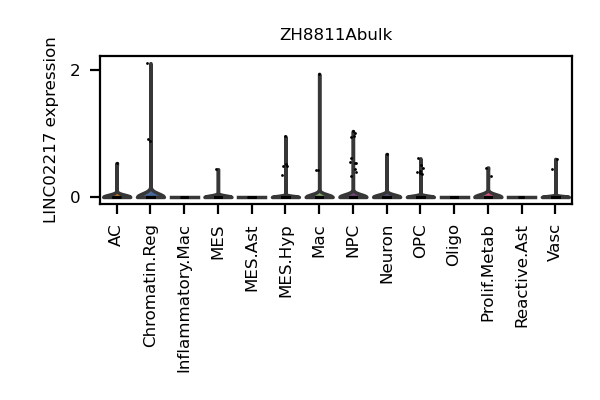 ZH8811Abulk
LINC02217 expression
2
0
AC
Chromatin.Reg
Inflammatory.Mac
MES
MES.Ast
MES.Hyp
Mac
NPC
Neuron
OPC
Oligo
Prolif.Metab
Reactive.Ast
Vasc